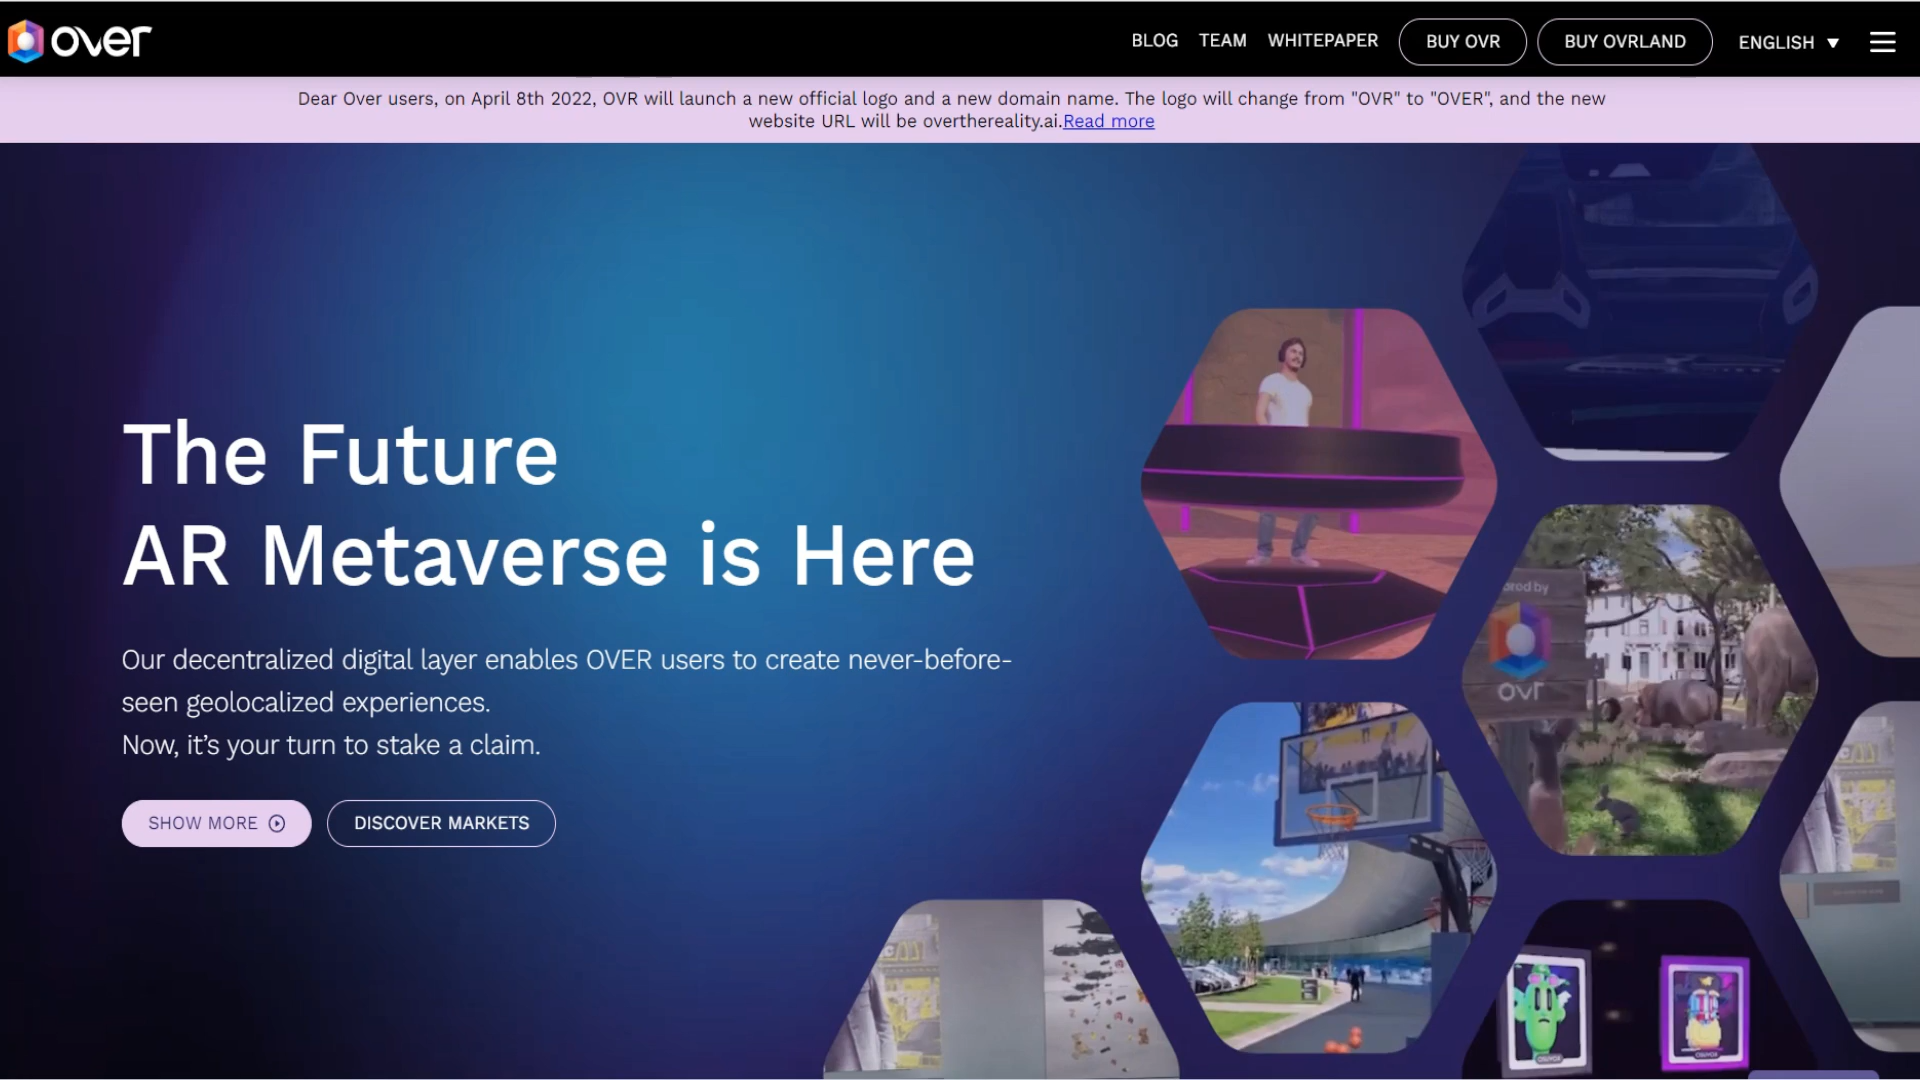 over
BLOG TEAM WHITEPAPER BUY OVR BUY OVRLAND ENGLISH
Dear Over users, on April 8th 2022, OVR will launch a new official logo and a new domain name. The logo will change from "OVR" to "OVER", and the new
website URL will be overthereality.ai.Read more
The Future
AR Metaverse is Here
Our decentralized digital layer enables OVER users to create never-before-
seen geolocalized experiences.
Now, it’s your turn to stake a claim.
SHOW MORE
DISCOVER MARKETS
by
ovr